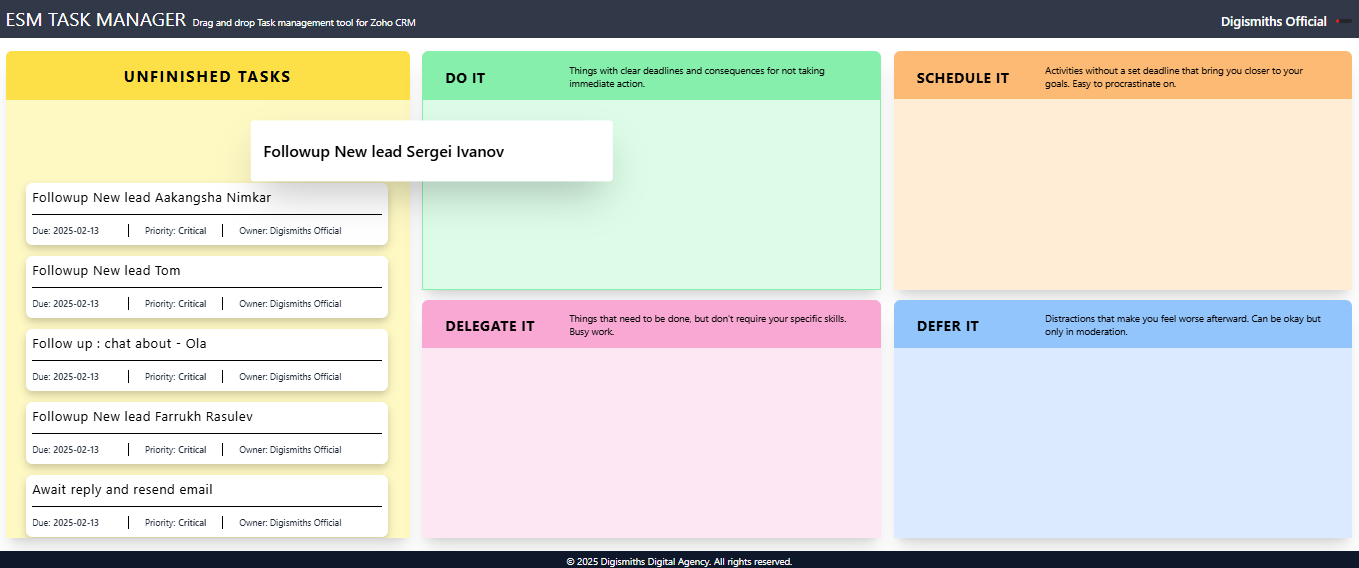 ESM TASK MANAGER Drag and drop Task management tool for Zoho CRM
Digismiths Official
UNFINISHED TASKS
Followup New lead Sergei Ivanov
Followup New lead Aakangsha Nimkar
Due: 2025-02-13 Priority: Critical Owner: Digismiths Official
Followup New lead Tom
Due: 2025-02-13 Priority: Critical Owner: Digismiths Official
Follow up : chat about - Ola
Due: 2025-02-13 Priority: Critical Owner: Digismiths Official
Followup New lead Farrukh Rasulev
Due: 2025-02-13 Priority: Critical Owner: Digismiths Official
Await reply and resend email
Due: 2025-02-13 Priority: Critical Owner: Digismiths Official
DO IT
Things with clear deadlines and consequences for not taking
immediate action.
SCHEDULE IT
Activities without a set deadline that bring you closer to your
goals. Easy to procrastinate on.
DELEGATE IT
Things that need to be done, but don't require your specific skills.
Busy work.
DEFER IT
Distractions that make you feel worse afterward. Can be okay but
only in moderation.
© 2025 Digismiths Digital Agency. All rights reserved.